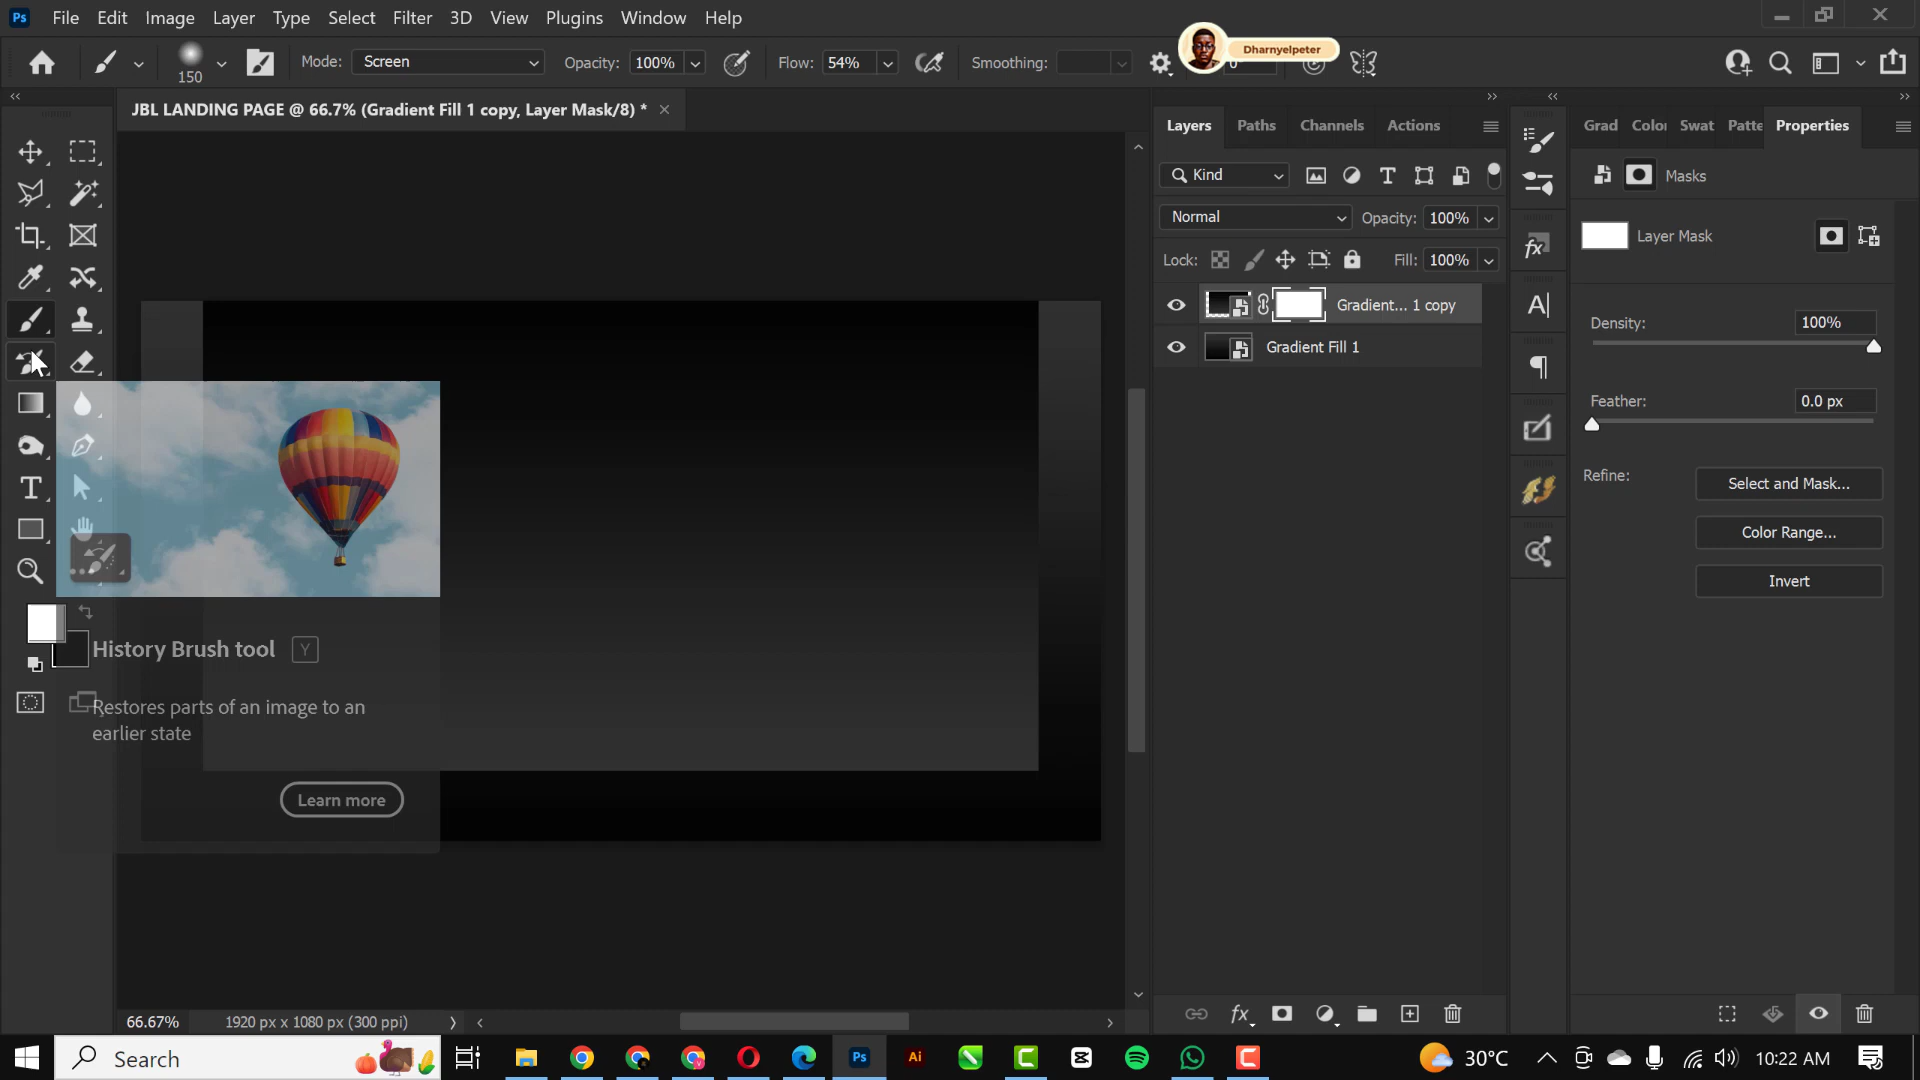 Ps File Edit Image Layer Type Select Filter 3D View Plugins Window Help
150 Mode: Screen Opacity: 100% Flow: 54% Smoothing: Dharnyelpeter
JBL LANDING PAGE @ 66.7% (Gradient Fill 1 copy, Layer Mask/8) *
Layers Paths Channels Actions
Grad Color Swat Patte Properties
Kind
Masks
Normal Opacity: 100%
Layer Mask
Lock: Fill: 100%
Gradient... 1 copy
Gradient Fill 1
Density: 100%
Feather: 0.0 px
Refine: Select and Mask...
Color Range...
Invert
History Brush tool Y
Restores parts of an image to an
earlier state
Learn more
66.67% 1920 px x 1080 px (300 ppi)
Search Ps Ai 30°C 10:22 AM